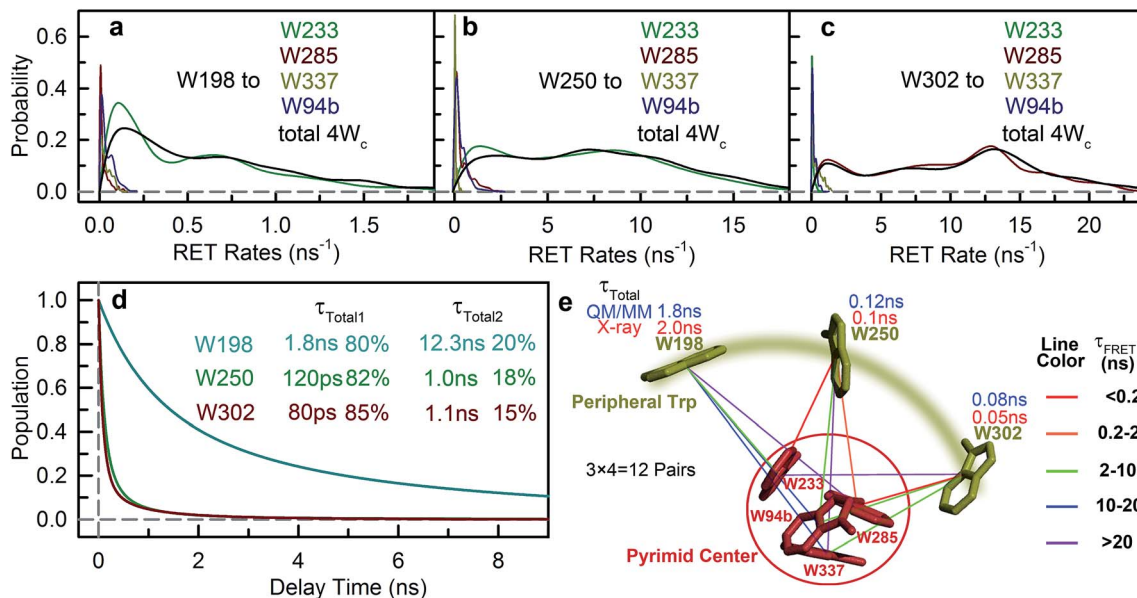 a
W233
W285
W337
W94b
total 4Wc
W198 to
Probability
0.6
0.4
0.2
0.0
0.0 0.5 1.0 1.5
RET Rates (ns-1)
b
W233
W285
W337
W94b
total 4Wc
W250 to
0 5 10 15
RET Rates (ns-1)
c
W233
W285
W337
W94b
total 4Wc
W302 to
0 5 10 15 20
RET Rate (ns-1)
d
τTotal1 τTotal2
W198 1.8ns 80% 12.3ns 20%
W250 120ps 82% 1.0ns 18%
W302 80ps 85% 1.1ns 15%
Population
1.0
0.8
0.6
0.4
0.2
0.0
0 2 4 6 8
Delay Time (ns)
e
τTotal
QM/MM 1.8ns
X-ray 2.0ns
W198
0.12ns
0.1ns
W250
0.08ns
0.05ns
W302
Peripheral Trp
3×4=12 Pairs
W233
W94b
W285
W337
Pyrimid Center
Line Color
τFRET (ns)
<0.2
0.2-2
2-10
10-20
>20